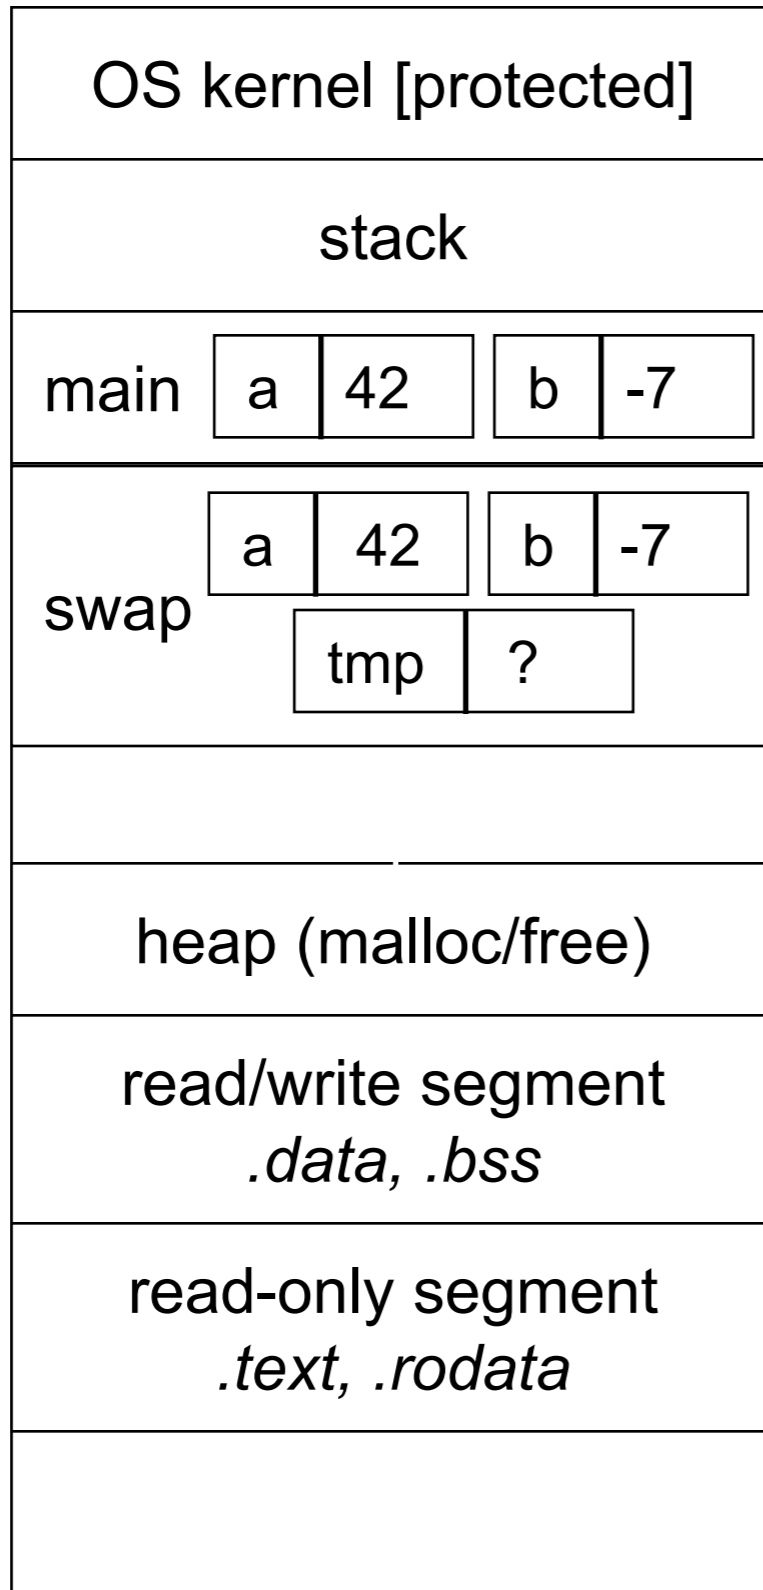 OS kernel [protected]
stack
main a 42 b -7
a 42 b -7
swap
tmp ?
heap (malloc/free)
read/write segment
.data, .bss
read-only segment
.text, .rodata